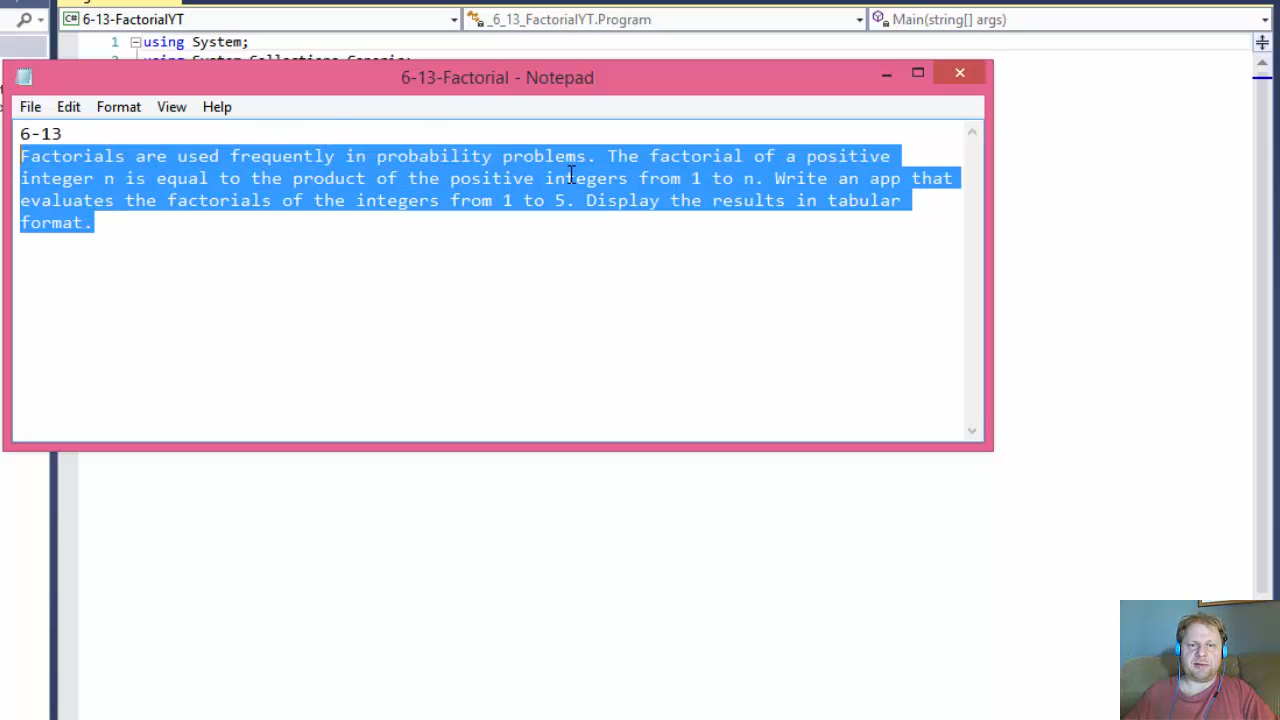 6-13-FactorialYT
_6_13_FactorialYT.Program
Main(string[] args)
1
using System;
6-13-Factorial - Notepad
File Edit Format View Help
6-13
Factorials are used frequently in probability problems. The factorial of a positive
integer n is equal to the product of the positive integers from 1 to n. Write an app that
evaluates the factorials of the integers from 1 to 5. Display the results in tabular
format.